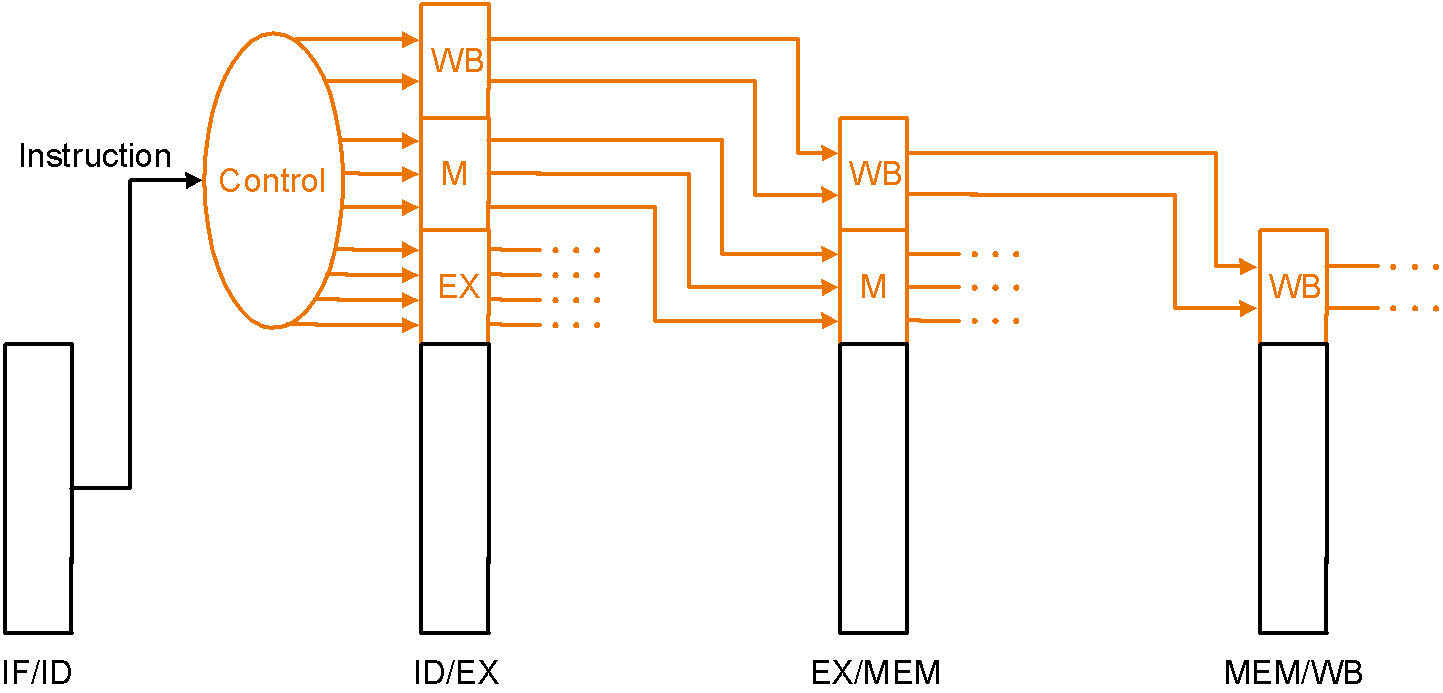 WB
Instruction
Control
M
WB
EX
M
WB
IF/ID
ID/EX
EX/MEM
MEM/WB